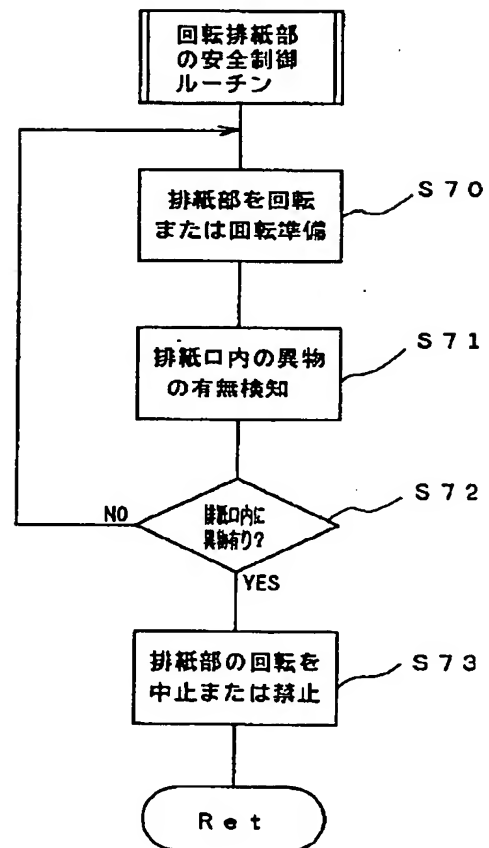 回転排紙部
の安全制御
ルーチン
排紙部を回転
または回転準備
S70
排紙口内の異物
の有無検知
S71
排紙口内に
異物有り?
S72
NO
YES
排紙部の回転を
中止または禁止
S73
Ret